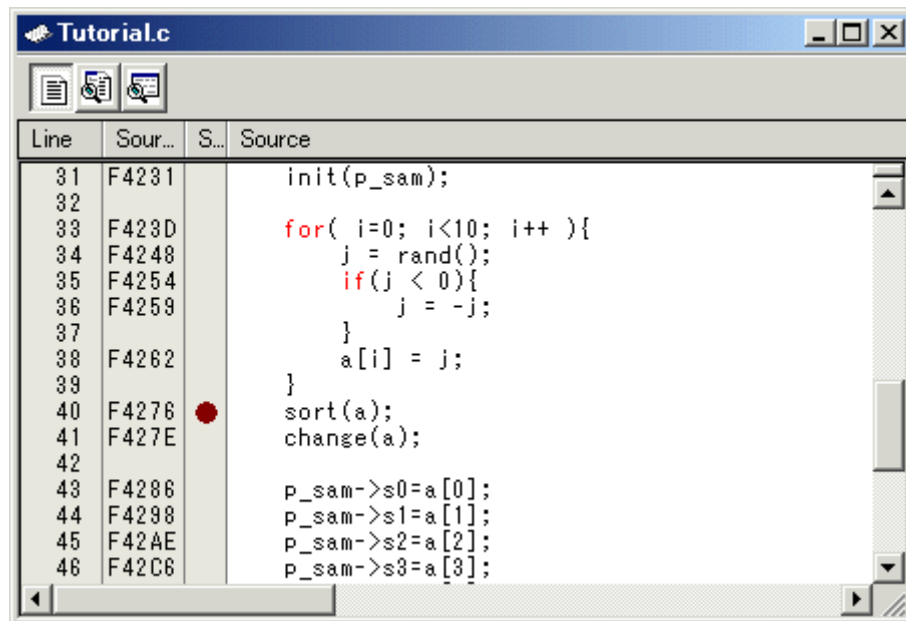 Tutorial.c
Line Sour... S... Source
31 F4231 init(p_sam);
32
33 F423D for( i=0; i<10; i++ ){
34 F4248 j = rand();
35 F4254 if(j < 0){
36 F4259 j = -j;
37 }
38 F4262 a[i] = j;
39 }
40 F4276 sort(a);
41 F427E change(a);
42
43 F4286 p_sam->s0=a[0];
44 F4298 p_sam->s1=a[1];
45 F42AE p_sam->s2=a[2];
46 F42C6 p_sam->s3=a[3];